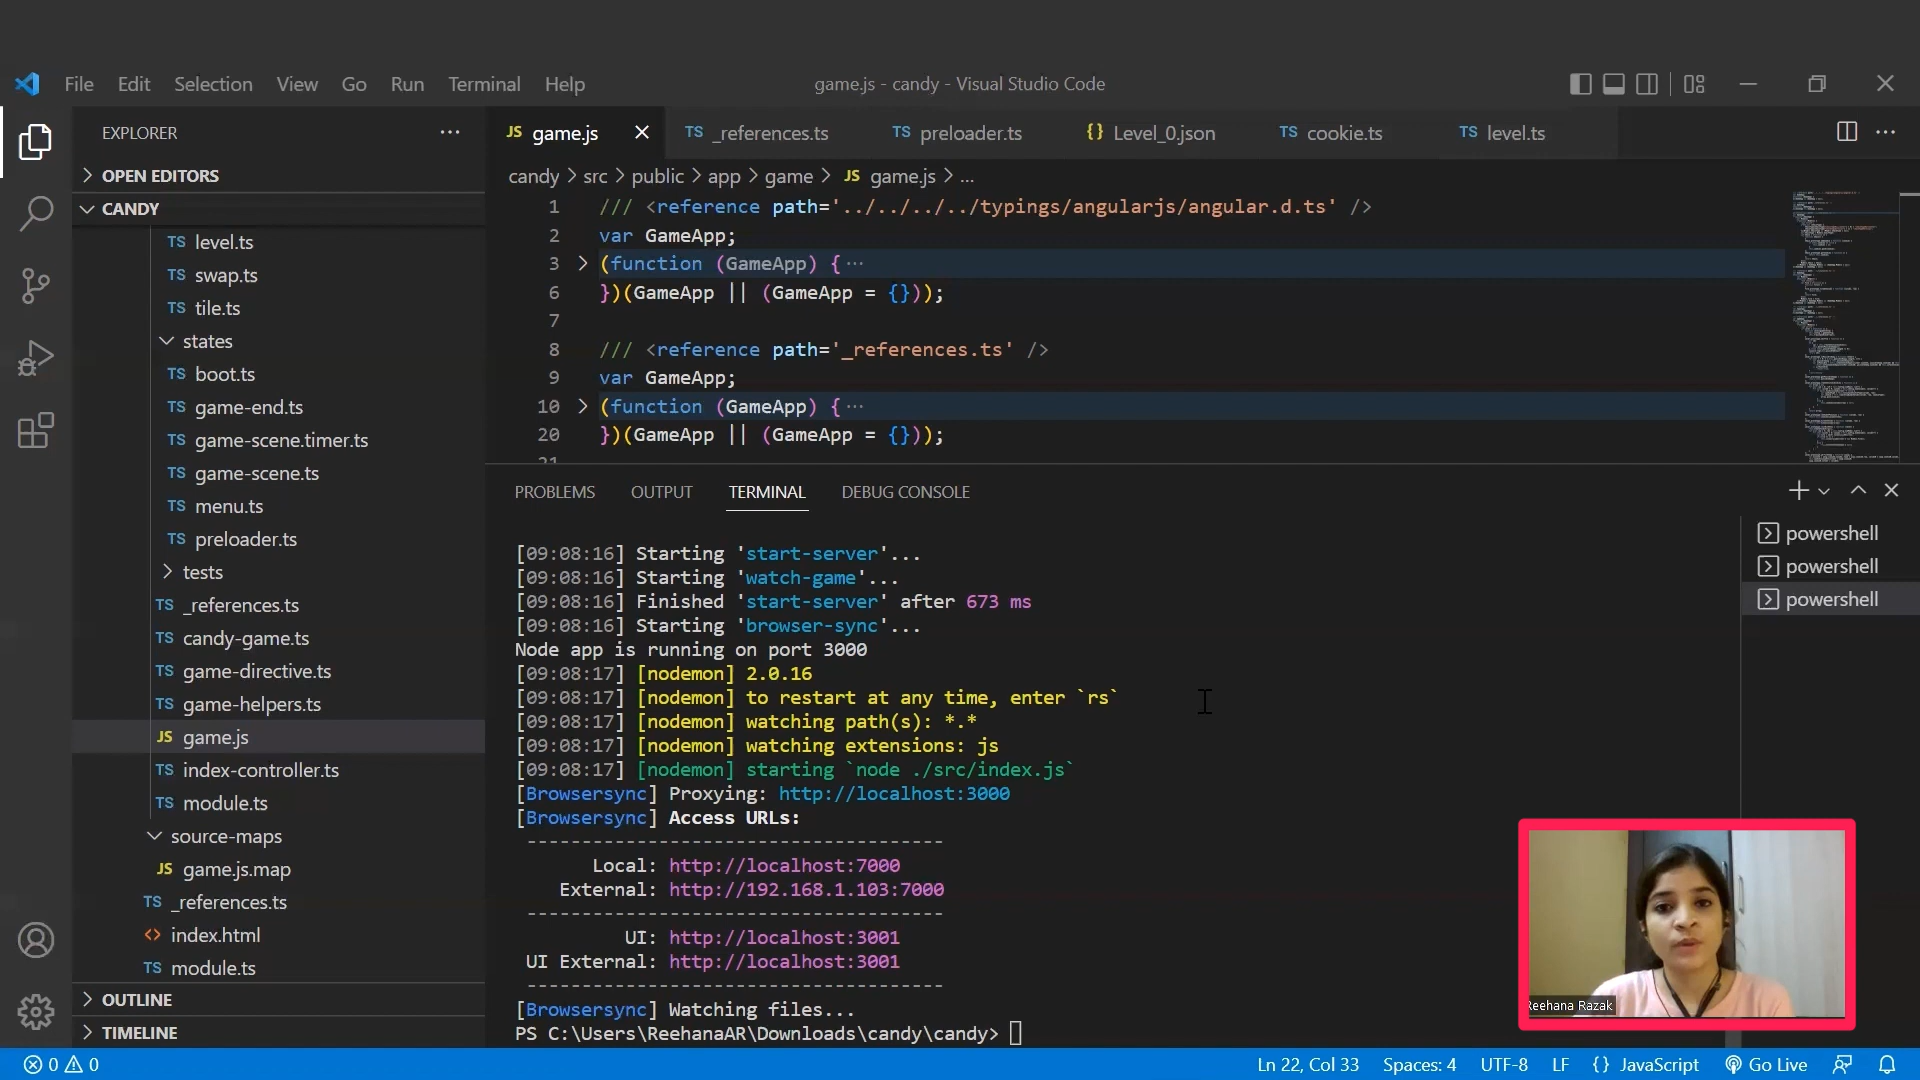 File Edit Selection View Go Run Terminal Help game.js - candy - Visual Studio Code
EXPLORER ...
OPEN EDITORS
CANDY
TS level.ts
TS swap.ts
TS tile.ts
states
TS boot.ts
TS game-end.ts
TS game-scene.timer.ts
TS game-scene.ts
TS menu.ts
TS preloader.ts
tests
TS _references.ts
TS candy-game.ts
TS game-directive.ts
TS game-helpers.ts
JS game.js
TS index-controller.ts
TS module.ts
source-maps
JS game.js.map
TS _references.ts
<> index.html
TS module.ts
OUTLINE
TIMELINE
JS game.js TS _references.ts TS preloader.ts {} Level_0.json TS cookie.ts TS level.ts
candy > src > public > app > game > JS game.js > ...
1 /// <reference path='../../../../typings/angularjs/angular.d.ts' />
2 var GameApp;
3 (function (GameApp) { ...
6 })(GameApp || (GameApp = {}));
7
8 /// <reference path='_references.ts' />
9 var GameApp;
10 (function (GameApp) { ...
20 })(GameApp || (GameApp = {}));
21
PROBLEMS OUTPUT TERMINAL DEBUG CONSOLE
[09:08:16] Starting 'start-server'...
[09:08:16] Starting 'watch-game'...
[09:08:16] Finished 'start-server' after 673 ms
[09:08:16] Starting 'browser-sync'...
Node app is running on port 3000
[09:08:17] [nodemon] 2.0.16
[09:08:17] [nodemon] to restart at any time, enter `rs`
[09:08:17] [nodemon] watching path(s): *.*
[09:08:17] [nodemon] watching extensions: js
[09:08:17] [nodemon] starting `node ./src/index.js`
[Browsersync] Proxying: http://localhost:3000
[Browsersync] Access URLs:
--------------------------------------
Local: http://localhost:7000
External: http://192.168.1.103:7000
--------------------------------------
UI: http://localhost:3001
UI External: http://localhost:3001
--------------------------------------
[Browsersync] Watching files...
PS C:\Users\ReehanaAR\Downloads\candy\candy>
powershell
powershell
powershell
Reehana Razak
0 0 Ln 22, Col 33 Spaces: 4 UTF-8 LF {} JavaScript Go Live